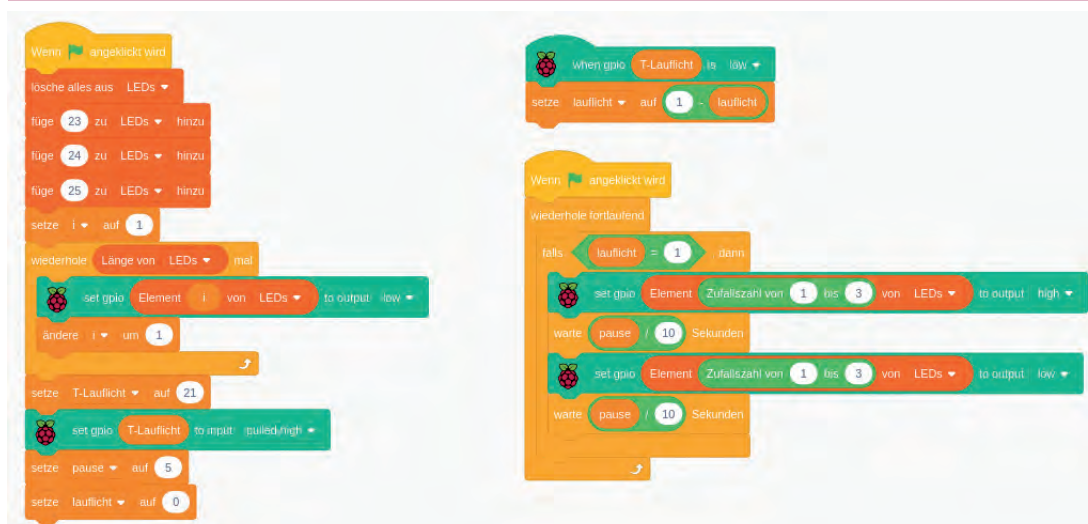 Wenn angeklickt wird
lösche alles aus LEDs
füge 23 zu LEDs hinzu
füge 24 zu LEDs hinzu
füge 25 zu LEDs hinzu
setze i auf 1
wiederhole Länge von LEDs mal
set gpio Element i von LEDs to output low
ändere i um 1
setze T-Lauflicht auf 21
set gpio T-Lauflicht to input pulled high
setze pause auf 5
setze lauflicht auf 0
when gpio T-Lauflicht is low
setze lauflicht auf 1 - lauflicht
Wenn angeklickt wird
wiederhole fortlaufend
falls lauflicht = 1 dann
set gpio Element Zufallszahl von 1 bis 3 von LEDs to output high
warte pause / 10 Sekunden
set gpio Element Zufallszahl von 1 bis 3 von LEDs to output low
warte pause / 10 Sekunden